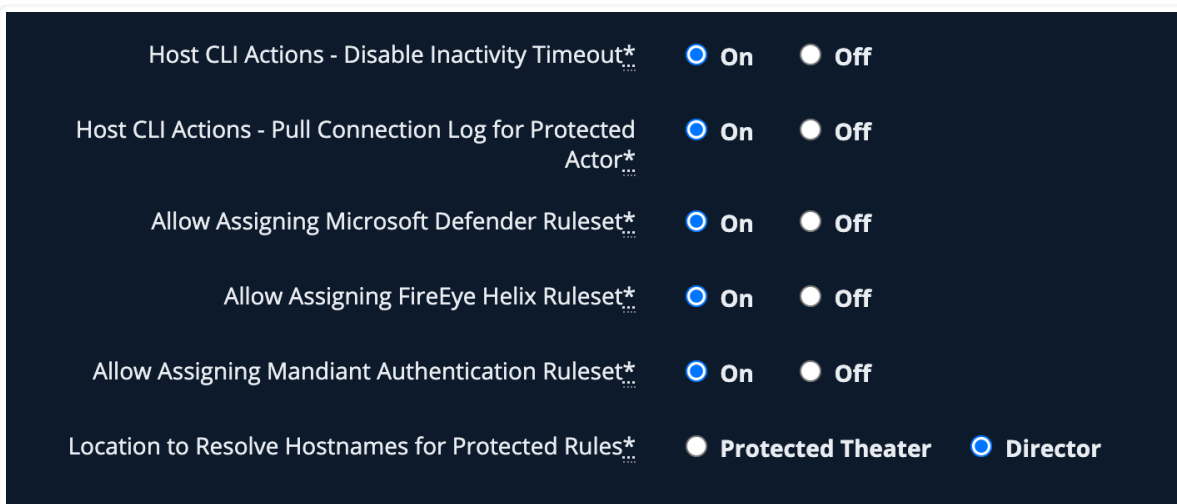 Host CLI Actions - Disable Inactivity Timeout* On Off
Host CLI Actions - Pull Connection Log for Protected
Actor* On Off
Allow Assigning Microsoft Defender Ruleset* On Off
Allow Assigning FireEye Helix Ruleset* On Off
Allow Assigning Mandiant Authentication Ruleset* On Off
Location to Resolve Hostnames for Protected Rules* Protected Theater Director